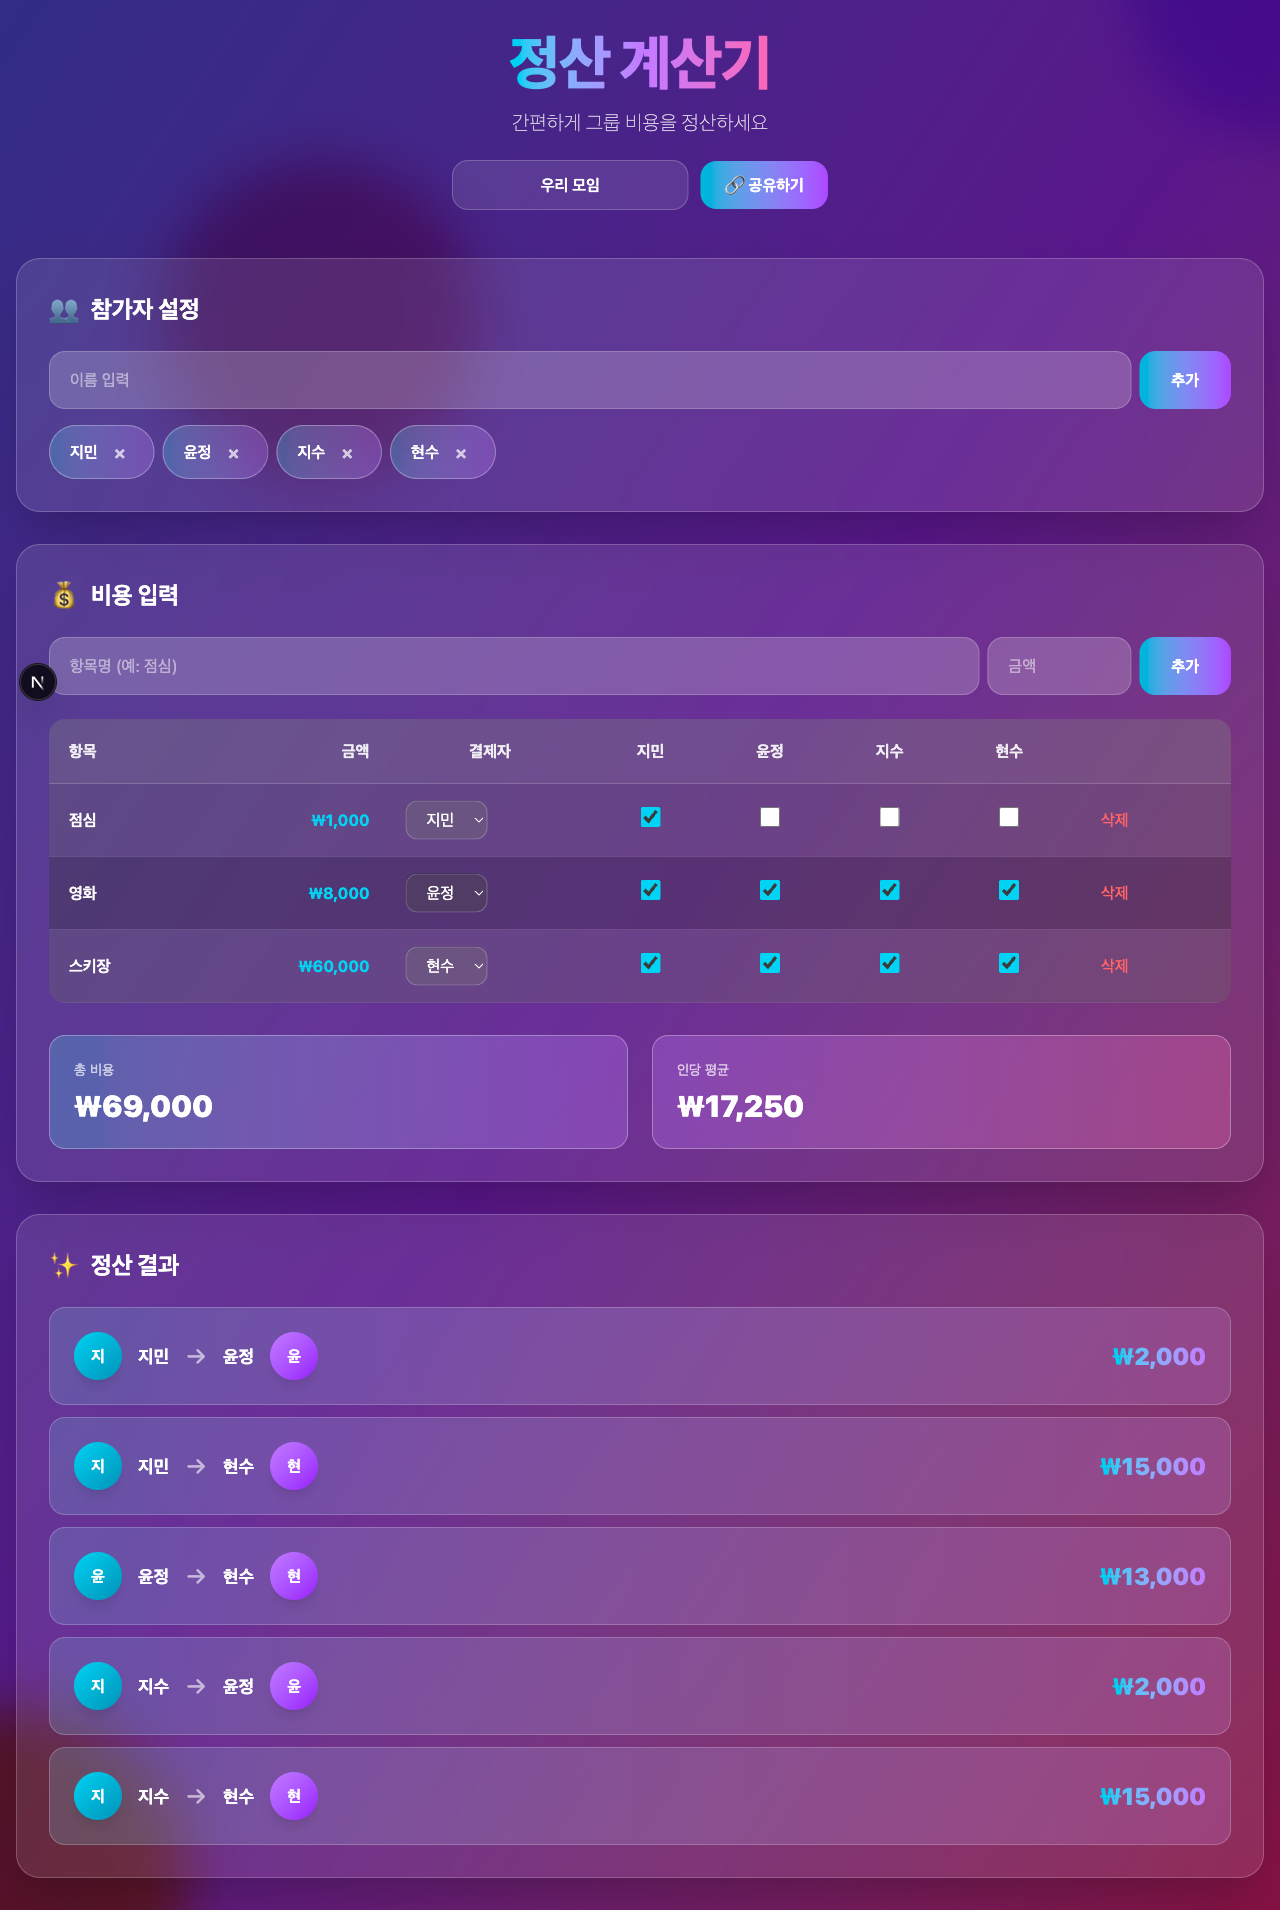 정산 계산기
간편하게 그룹 비용을 정산하세요
우리 모임
🔗 공유하기
👥 참가자 설정
이름 입력
추가
지민 × 윤정 × 지수 × 현수 ×
💰 비용 입력
항목명 (예: 점심) 금액 추가
N
항목 금액 결제자 지민 윤정 지수 현수
점심 ₩1,000 지민 삭제
영화 ₩8,000 윤정 삭제
스키장 ₩60,000 현수 삭제
총 비용
₩69,000
인당 평균
₩17,250
✨ 정산 결과
지 지민 → 윤정 윤 ₩2,000
지 지민 → 현수 현 ₩15,000
윤 윤정 → 현수 현 ₩13,000
지 지수 → 윤정 윤 ₩2,000
지 지수 → 현수 현 ₩15,000